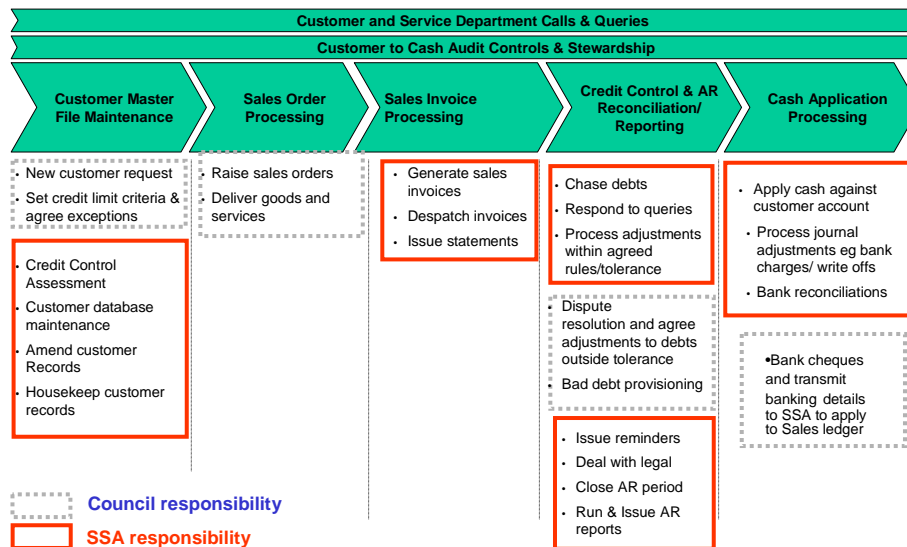 Customer and Service Department Calls & Queries
Customer to Cash Audit Controls & Stewardship
Customer Master
File Maintenance
Sales Order
Processing
Sales Invoice
Processing
Credit Control & AR
Reconciliation/
Reporting
Cash Application
Processing
• New customer request
• Set credit limit criteria &
agree exceptions
• Credit Control
Assessment
• Customer database
maintenance
• Amend customer
Records
• Housekeep customer
records
• Raise sales orders
• Deliver goods and
services
• Generate sales
invoices
• Despatch invoices
• Issue statements
• Chase debts
• Respond to queries
• Process adjustments
within agreed
rules/tolerance
• Dispute
resolution and agree
adjustments to debts
outside tolerance
• Bad debt provisioning
• Issue reminders
• Deal with legal
• Close AR period
• Run & Issue AR
reports
• Apply cash against
customer account
• Process journal
adjustments eg bank
charges/ write offs
• Bank reconciliations
•Bank cheques
and transmit
banking details
to SSA to apply
to Sales ledger
Council responsibility
SSA responsibility